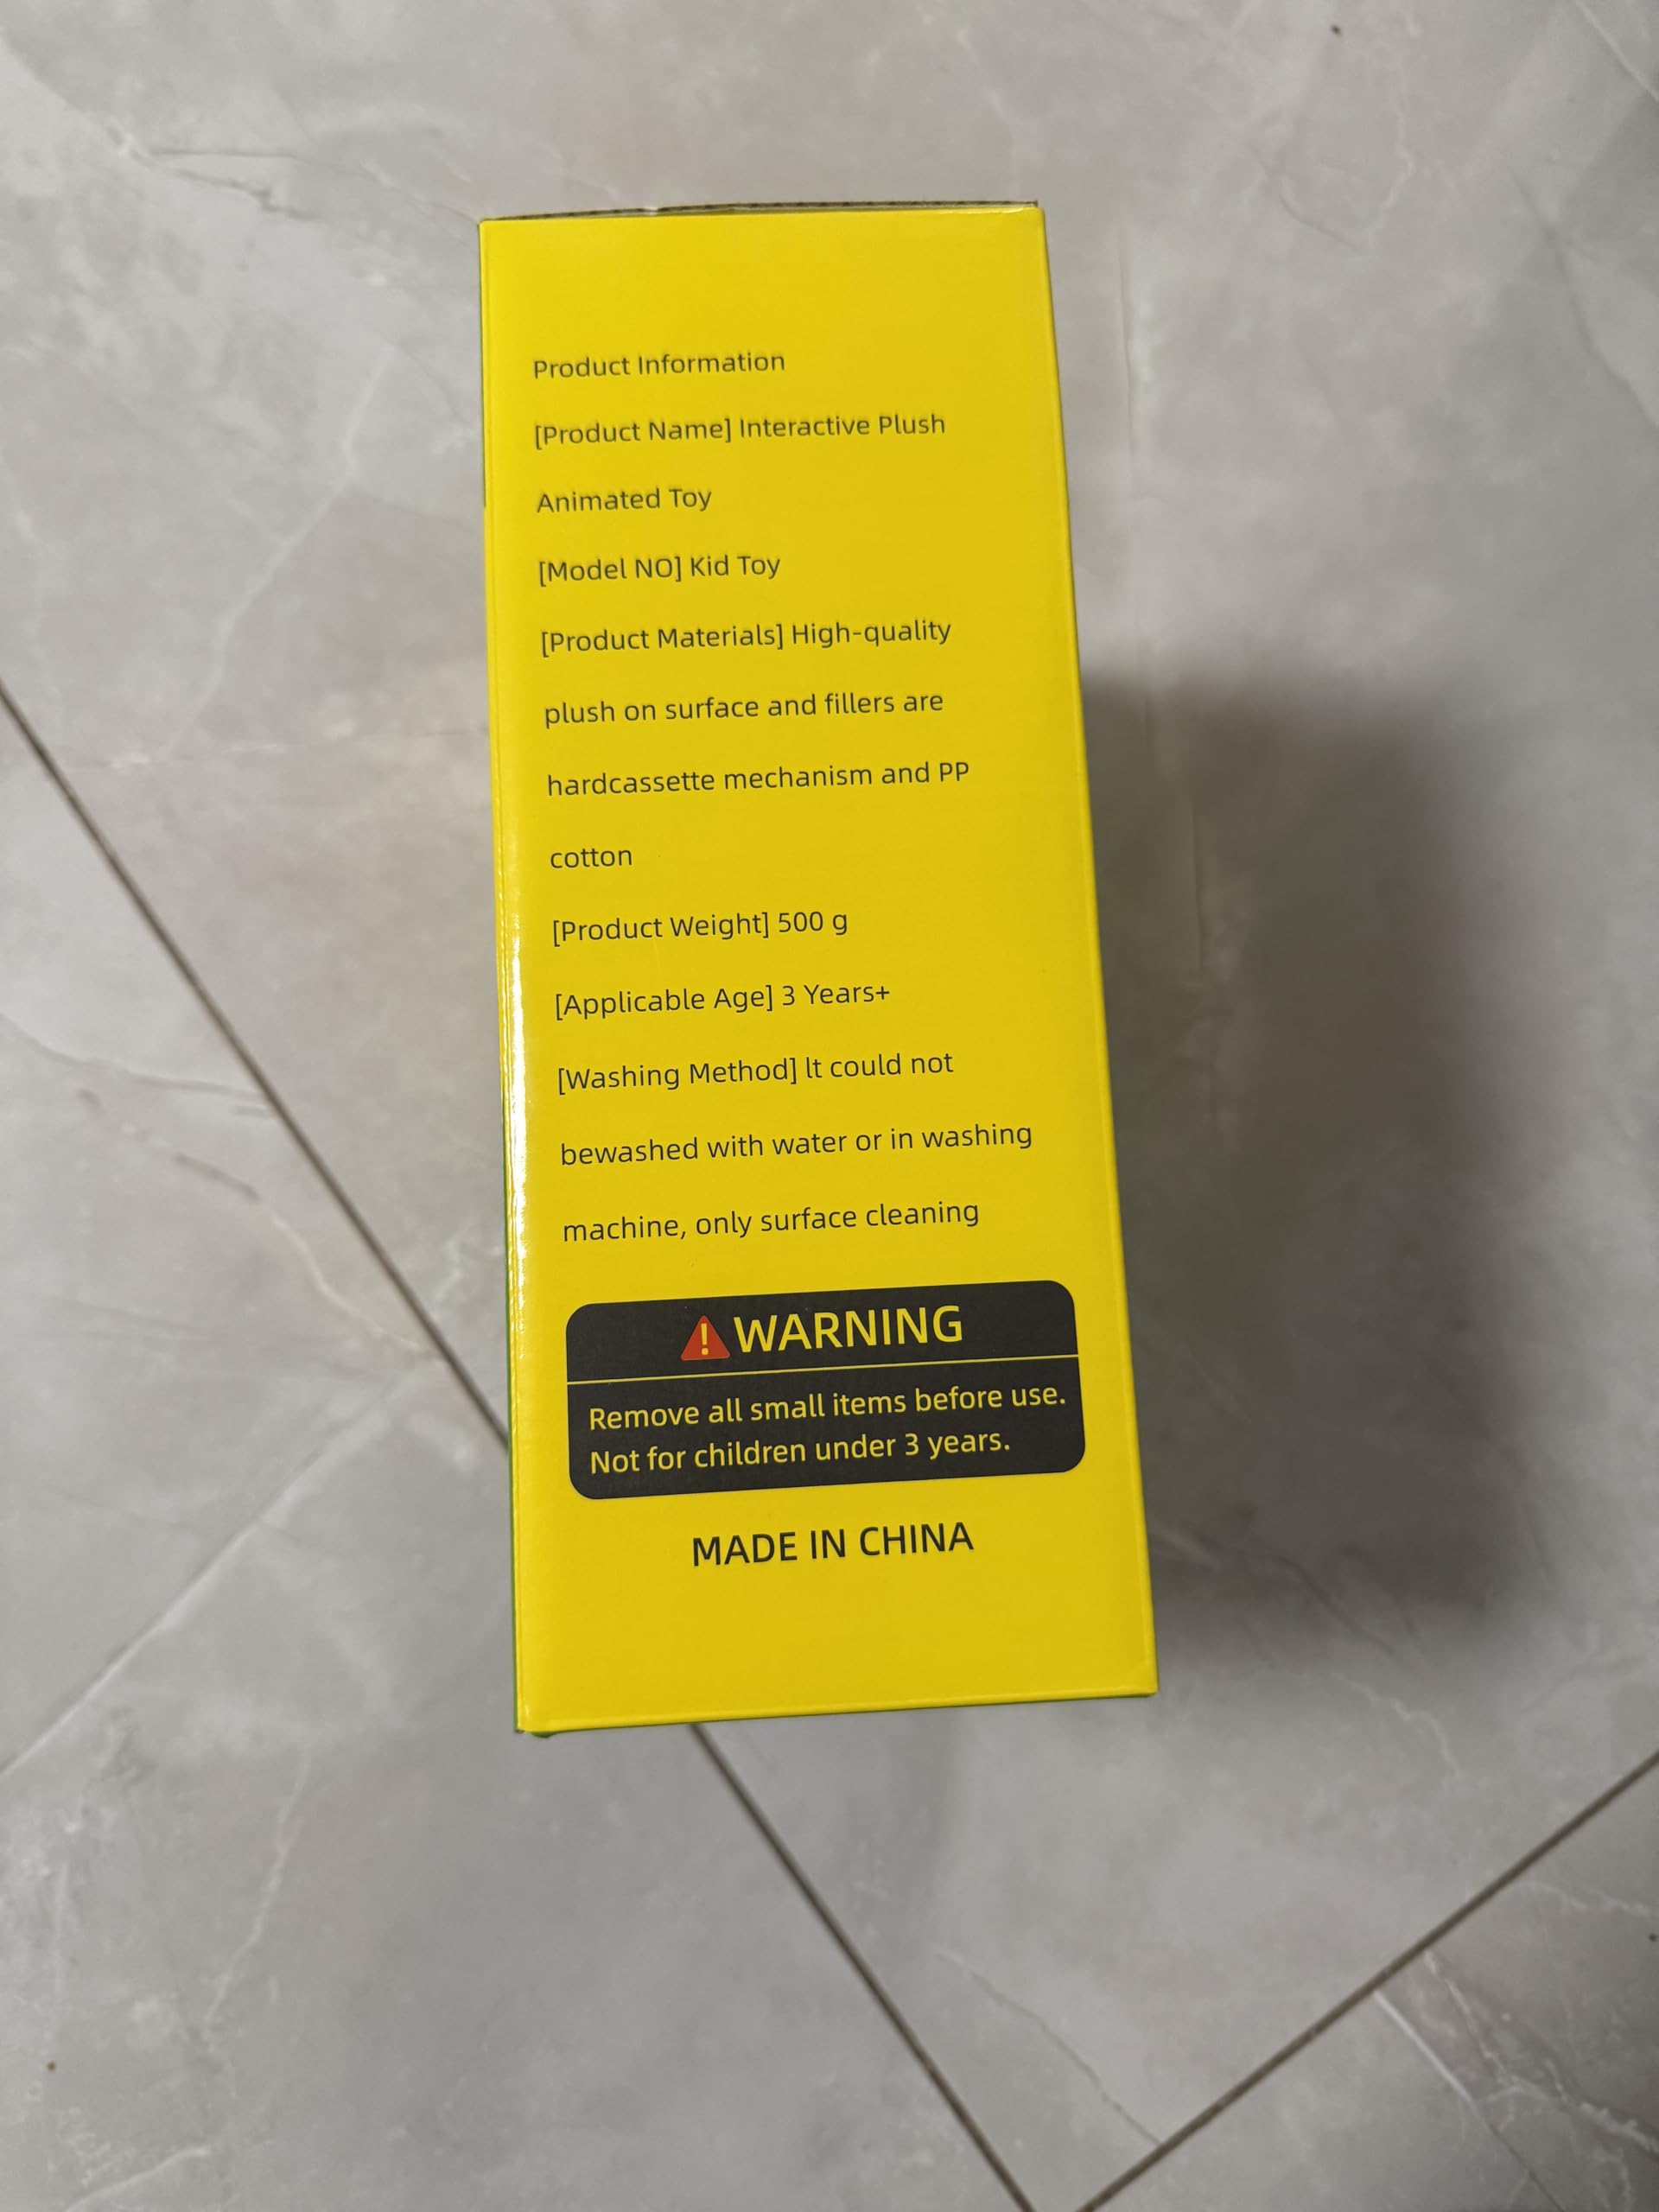 Product Information
[Product Name] Interactive Plush
Animated Toy
[Model NO] Kid Toy
[Product Materials] High-quality
plush on surface and fillers are
hardcassette mechanism and PP
cotton
[Product Weight] 500 g
[Applicable Age] 3 Years+
[Washing Method] lt could not
bewashed with water or in washing
machine, only surface cleaning
WARNING
Remove all small items before use.
Not for children under 3 years.
MADE IN CHINA